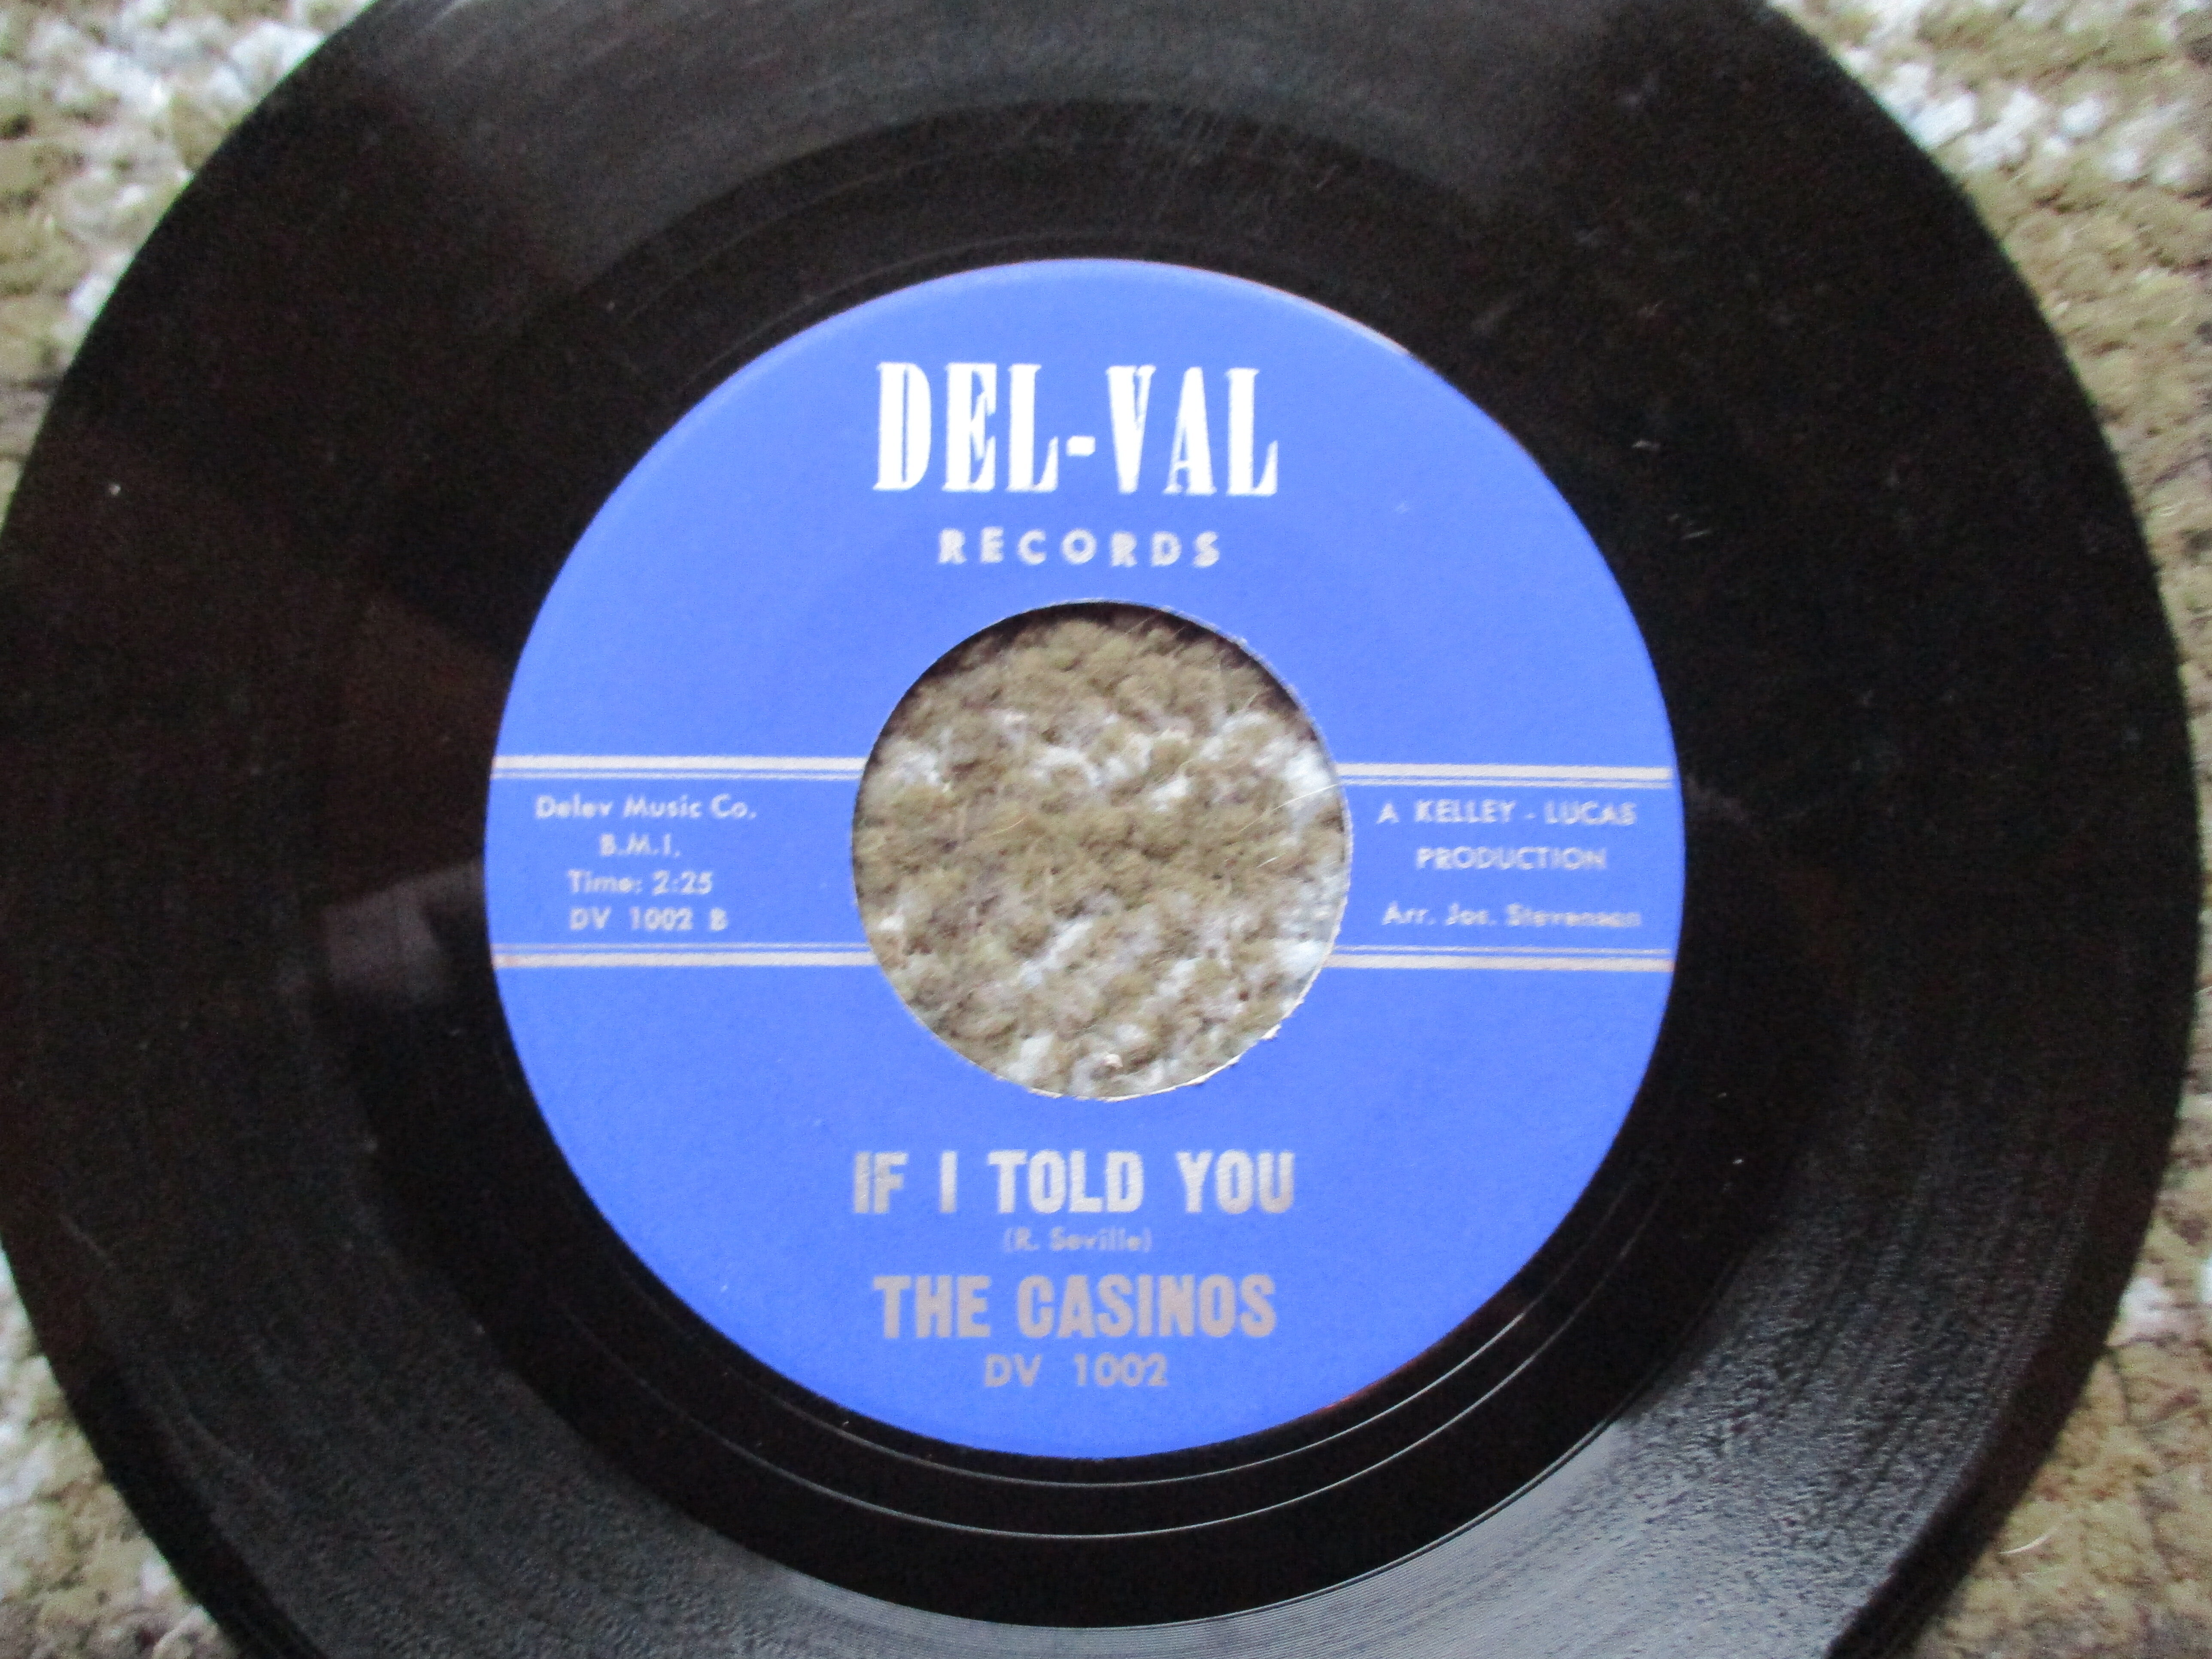 DEL-VAL
RECORDS
Delev Music Co.
B.M.I.
Time: 2:25
DV 1002 B
A KELLEY - LUCAS
PRODUCTION
Arr. Jos. Stevenson
IF I TOLD YOU
(R. Seville)
THE CASINOS
DV 1002